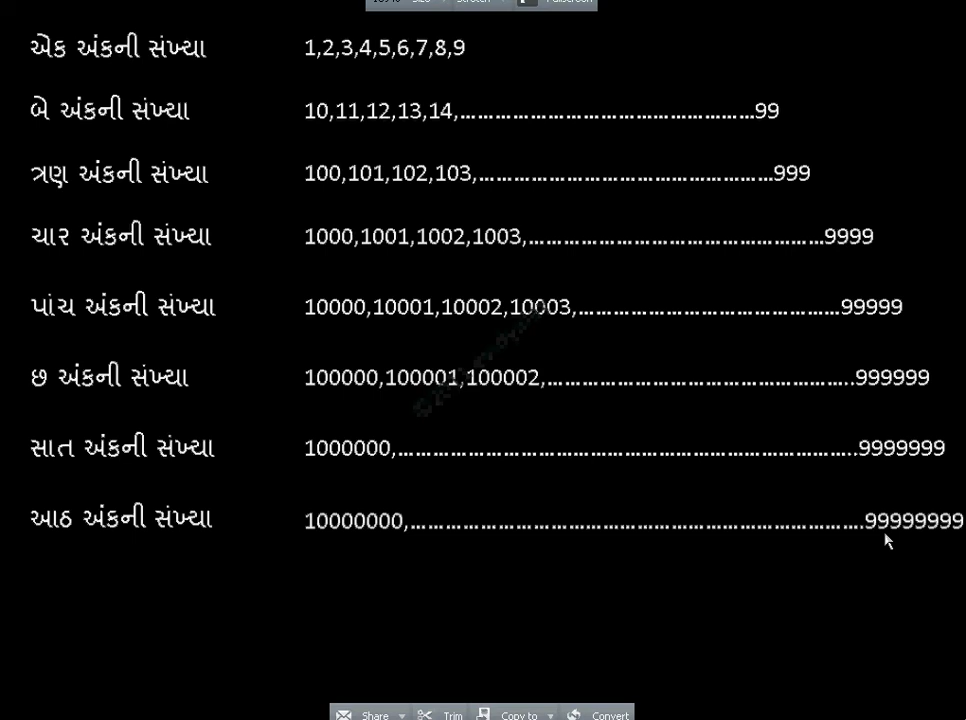 એક અંકની સંખ્યા 1,2,3,4,5,6,7,8,9
બે અંકની સંખ્યા 10,11,12,13,14,………………………………………….99
ત્રણ અંકની સંખ્યા 100,101,102,103,………………………………………….999
ચાર અંકની સંખ્યા 1000,1001,1002,1003,………………………………………….9999
પાંચ અંકની સંખ્યા 10000,10001,10002,10003,…………………………………….99999
છ અંકની સંખ્યા 100000,100001,100002,…………………………………………..999999
સાત અંકની સંખ્યા 1000000,…………………………………………………………………..9999999
આઠ અંકની સંખ્યા 10000000,………………………………………………………………….99999999
Share Trim Copy to Convert